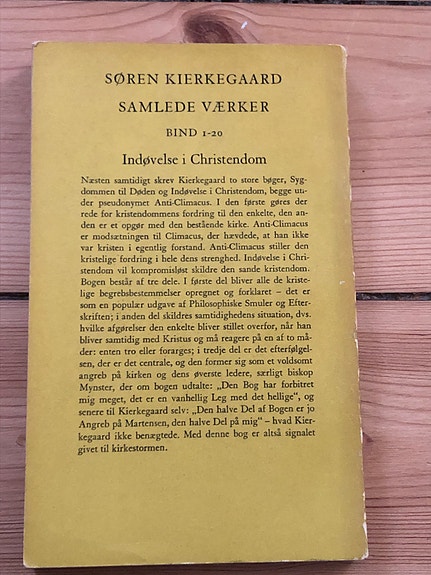 SØREN KIERKEGAARD
SAMLEDE VÆRKER
BIND 1-20
Indøvelse i Christendom
Næsten samtidigt skrev Kierkegaard to store bøger, Syg-
dommen til Døden og Indøvelse i Christendom, begge un-
der pseudonymet Anti-Climacus. I den første gøres der
rede for kristendommens fordring til den enkelte, den an-
den er et opgør med den bestående kirke. Anti-Climacus
er modsætningen til Climacus, der hævdede, at han ikke
var kristen i egentlig forstand. Anti-Climacus stiller den
kristelige fordring i hele dens strenghed. Indøvelse i Chri-
stendom vil kompromisløst skildre den sande kristendom.
Bogen består af tre dele. I første del bliver alle de kriste-
lige begrebsbestemmelser opregnet og forklaret – det er
som en populær udgave af Philosophiske Smuler og Efter-
skriften; i anden del skildres samtidighedens situation, dvs.
hvilke afgørelser den enkelte bliver stillet overfor, når han
bliver samtidig med Kristus og må reagere på en af to må-
der: enten tro eller forarges; i tredje del er det efterfølgel-
sen, der er det centrale, og den former sig som et voldsomt
angreb på kirken og dens øverste ledere, særligt biskop
Mynster, der om bogen udtalte: „Den Bog har forbitret
mig meget, det er en vanhellig Leg med det hellige", og
senere til Kierkegaard selv: „Den halve Del af Bogen er jo
Angreb på Martensen, den halve Del på mig" – hvad Kier-
kegaard ikke benægtede. Med denne bog er altså signalet
givet til kirkestormen.